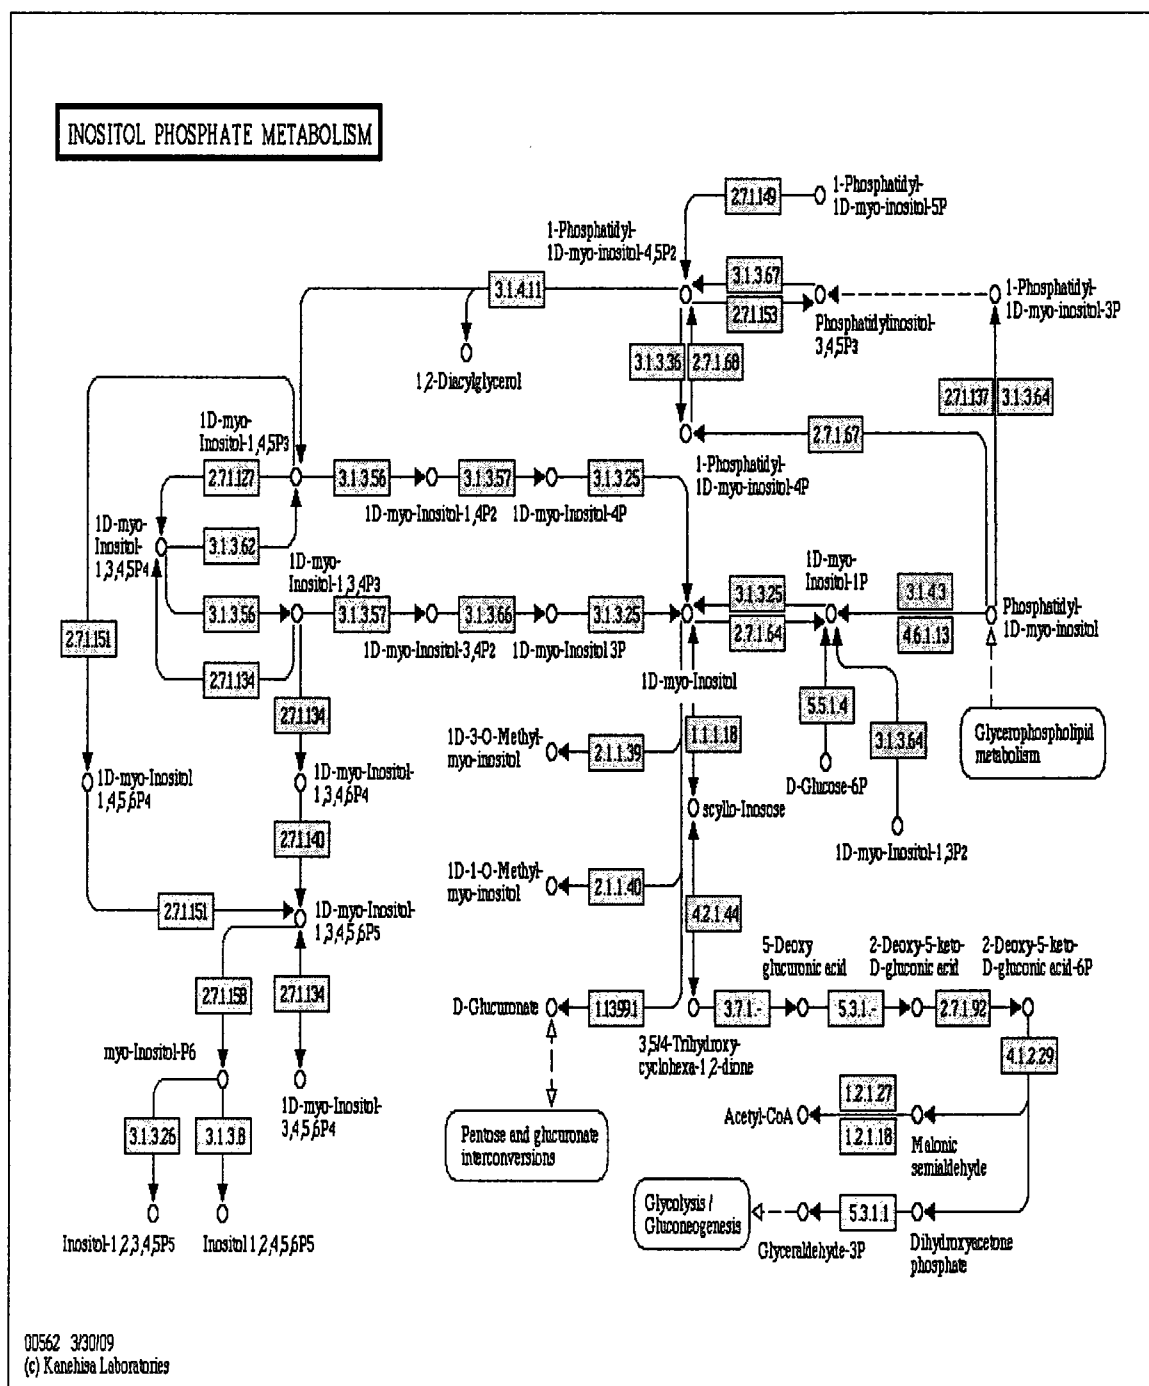 INOSITOL PHOSPHATE METABOLISM
2.7.1.149
1-Phosphatidyl-
1D-myo-inositol-5P
1-Phosphatidyl-
1D-myo-inositol-4,5P2
3.1.4.11
3.1.3.67
2.7.1.153
Phosphatidylinositol-
3,4,5P3
1-Phosphatidyl-
1D-myo-inositol-3P
1,2-Diacylglycerol
3.1.3.36
2.7.1.68
2.7.1.137
3.1.3.64
1D-myo-
Inositol-1,4,5P3
2.7.1.67
1-Phosphatidyl-
1D-myo-inositol-4P
2.7.1.127
3.1.3.56
3.1.3.57
3.1.3.25
1D-myo-Inositol-1,4P2
1D-myo-Inositol-4P
1D-myo-
Inositol-
1,3,4,5P4
3.1.3.62
1D-myo-
Inositol-1,3,4P3
1D-myo-
Inositol-1P
3.1.3.56
3.1.3.57
3.1.3.66
3.1.3.25
3.1.3.25
2.7.1.64
3.1.4.3
4.6.1.13
Phosphatidyl-
1D-myo-inositol
2.7.1.151
1D-myo-Inositol-3,4P2
1D-myo-Inositol 3P
1D-myo-Inositol
2.7.1.134
2.7.1.134
5.5.1.4
3.1.3.64
Glycerophospholipid
metabolism
1D-3-O-Methyl-
myo-inositol
2.1.1.39
1.1.1.18
D-Glucose-6P
1D-myo-Inositol
1,4,5,6P4
1D-myo-Inositol-
1,3,4,6P4
scyllo-Inosose
1D-myo-Inositol-1,3P2
2.7.1.140
1D-1-O-Methyl-
myo-inositol
2.1.1.40
2.7.1.151
1D-myo-Inositol-
1,3,4,5,6P5
4.2.1.44
5-Deoxy
glucuronic acid
2-Deoxy-5-keto-
D-gluconic acid
2-Deoxy-5-keto-
D-gluconic acid-6P
2.7.1.158
2.7.1.134
D-Glucuronate
1.13.99.1
3.7.1.-
5.3.1.-
2.7.1.92
3,5/4-Trihydroxy-
cyclohexa-1,2-dione
4.1.2.29
myo-Inositol-P6
1D-myo-Inositol-
3,4,5,6P4
3.1.3.26
3.1.3.8
Pentose and glucuronate
interconversions
Acetyl-CoA
1.2.1.27
1.2.1.18
Malonic
semialdehyde
Glycolysis /
Gluconeogenesis
5.3.1.1
Glyceraldehyde-3P
Dihydroxyacetone
phosphate
Inositol-1,2,3,4,5P5
Inositol 1,2,4,5,6P5
00562 3/30/09
(c) Kanehisa Laboratories